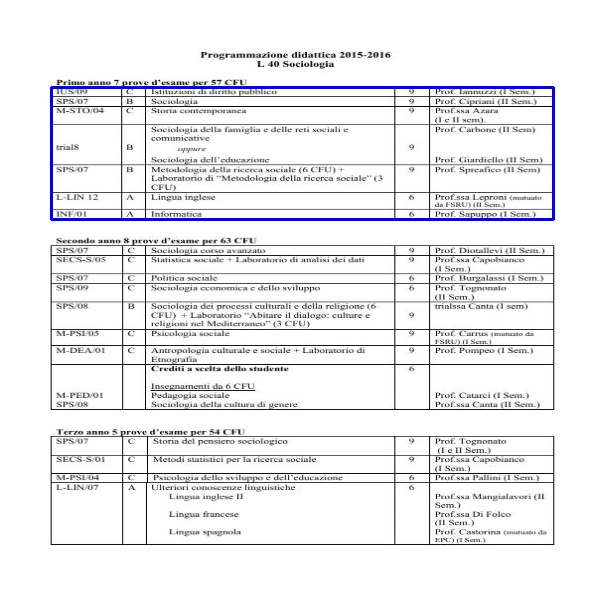 Programmazione didattica 2015-2016
L 40 Sociologia
Primo anno 7 prove d'esame per 57 CFU
IUS/09 C Istituzioni di diritto pubblico 9 Prof. Iannuzzi (I Sem.)
SPS/07 B Sociologia 9 Prof. Cipriani (II Sem.)
M-STO/04 C Storia contemporanea 9 Prof.ssa Azara
(I e II sem).
Sociologia della famiglia e delle reti sociali e Prof. Carbone (II Sem)
comunicative
trial8 B oppure 9
Sociologia dell'educazione Prof. Giardiello (II Sem.)
SPS/07 B Metodologia della ricerca sociale (6 CFU) + 9 Prof. Spreafico (II Sem)
Laboratorio di "Metodologia della ricerca sociale" (3
CFU)
L-LIN 12 A Lingua inglese 6 Prof.ssa Leproni (mutuato
da FSRU) (II Sem.)
INF/01 A Informatica 6 Prof. Sapuppo (I Sem.)
Secondo anno 8 prove d'esame per 63 CFU
SPS/07 C Sociologia corso avanzato 9 Prof. Diotallevi (II Sem.)
SECS-S/05 C Statistica sociale + Laboratorio di analisi dei dati 9 Prof.ssa Capobianco
(I Sem.)
SPS/07 C Politica sociale 6 Prof. Burgalassi (I Sem.)
SPS/09 C Sociologia economica e dello sviluppo 6 Prof. Tognonato
(II Sem.)
SPS/08 B Sociologia dei processi culturali e della religione (6 trialssa Canta (I sem)
CFU) + Laboratorio "Abitare il dialogo: culture e 9
religioni nel Mediterraneo" (3 CFU)
M-PSI/05 C Psicologia sociale 9 Prof. Carrus (mutuato da
FSRU) (I Sem.)
M-DEA/01 C Antropologia culturale e sociale + Laboratorio di 9 Prof. Pompeo (I Sem.)
Etnografia
Crediti a scelta dello studente 6
Insegnamenti da 6 CFU
M-PED/01 Pedagogia sociale Prof. Catarci (I Sem.)
SPS/08 Sociologia della cultura di genere Prof.ssa Canta (II Sem.)
Terzo anno 5 prove d'esame per 54 CFU
SPS/07 C Storia del pensiero sociologico 9 Prof. Tognonato
(I e II Sem.)
SECS-S/01 C Metodi statistici per la ricerca sociale 9 Prof.ssa Capobianco
(I Sem.)
M-PSI/04 C Psicologia dello sviluppo e dell'educazione 6 Prof.ssa Pallini (I Sem.)
L-LIN/07 A Ulteriori conoscenze linguistiche 6
Lingua inglese II Prof.ssa Mangialavori (II
Sem.)
Lingua francese Prof.ssa Di Folco
(II Sem.)
Lingua spagnola Prof. Castorina (mutuato da
EPC) (I Sem.)